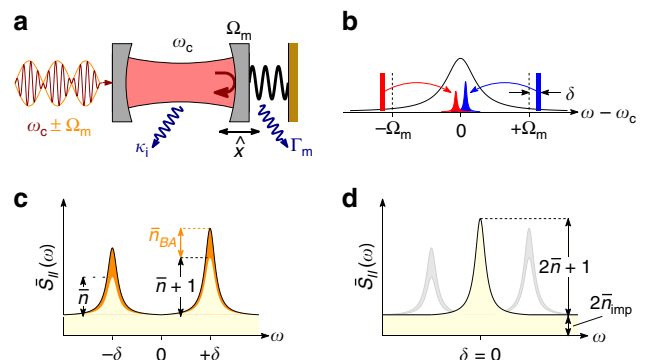 a
ω_c
Ω_m
ω_c ± Ω_m
κ_i
x̂
Γ_m
b
δ
−Ω_m
0
+Ω_m
ω − ω_c
c
S̄_II(ω)
n̄
n̄_BA
n̄ + 1
−δ
0
+δ
ω
d
S̄_II(ω)
2n̄ + 1
2n̄_imp
δ = 0
ω